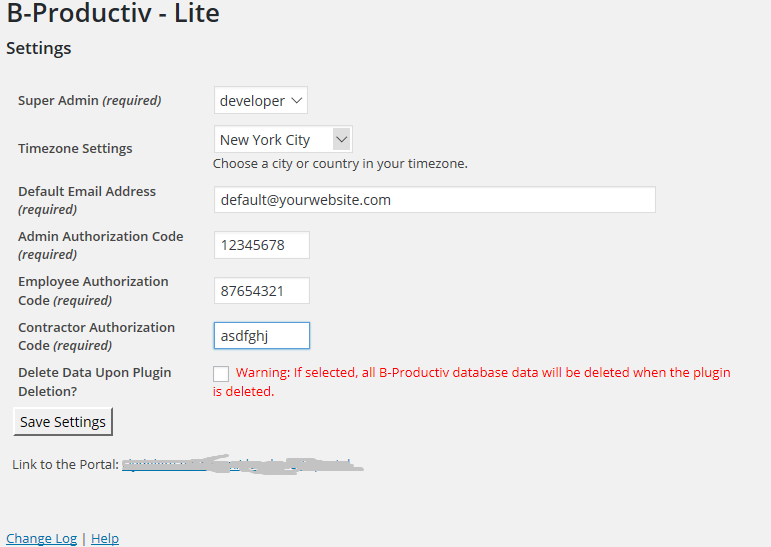 B-Productiv - Lite
Settings
Super Admin (required)
developer
Timezone Settings
New York City
Choose a city or country in your timezone.
Default Email Address
(required)
default@yourwebsite.com
Admin Authorization Code
(required)
12345678
Employee Authorization
Code (required)
87654321
Contractor Authorization
Code (required)
asdfghj
Delete Data Upon Plugin
Deletion?
Warning: If selected, all B-Productiv database data will be deleted when the plugin
is deleted.
Save Settings
Link to the Portal:
Change Log | Help